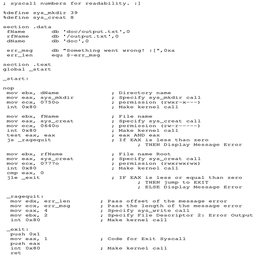 ; syscall numbers for readability. :]
%define sys_mkdir 39
%define sys_creat 8
section .data
fName db 'doc/output.txt',0
rfName db '/output.txt',0
dName db 'doc',0
err_msg db "Something went wrong! :[",0xa
err_len equ $-err_msg
section .text
global _start
_start:
nop
mov ebx, dName ; Directory name
mov eax, sys_mkdir ; Specify sys_mkdir call
mov ecx, 0750o ; permission (rwxr-x---)
int 0x80 ; Make kernel call
mov ebx, fName ; File name
mov eax, sys_creat ; Specify sys_creat call
mov ecx, 0640o ; permission (rw-r-----)
int 0x80 ; Make kernel call
test eax, eax ; eax AND eax
js _ragequit ; If EAX is less than zero
; THEN Display Message Error
mov ebx, rfName ; File name Root
mov eax, sys_creat ; Specify sys_creat call
mov ecx, 0777o ; permission (rwxrwxrwx)
int 0x80 ; Make kernel call
cmp eax, 0
jle _exit ; IF EAX is less or equal than zero
; THEN jump to EXIT
; ELSE Display Message Error
_ragequit:
mov edx, err_len ; Pass offset of the message error
mov ecx, err_msg ; Pass the length of the message error
mov eax, 4 ; Specify sys_write call
mov ebx, 2 ; Specify File Descriptor 2: Error Output
int 0x80 ; Make kernel call
_exit:
push 0x1
mov eax, 1 ; Code for Exit Syscall
push eax
int 0x80 ; Make kernel call
ret